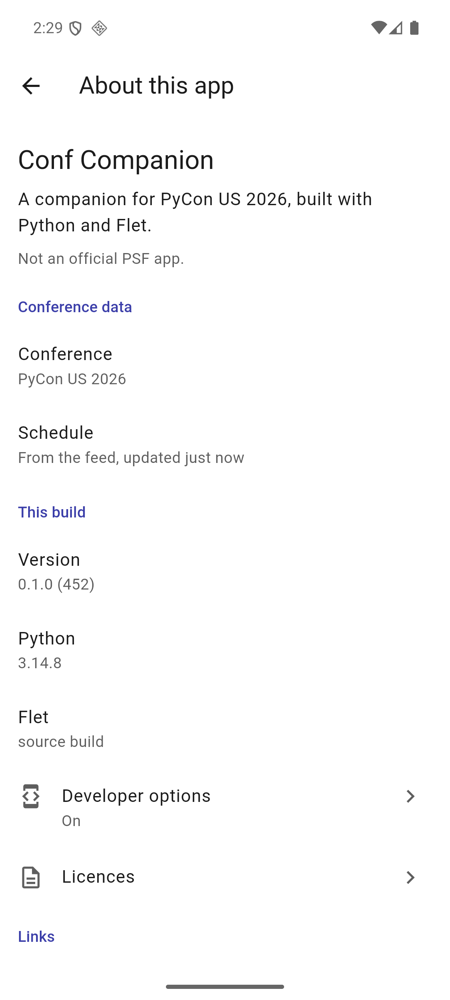 2:29
About this app
Conf Companion
A companion for PyCon US 2026, built with
Python and Flet.
Not an official PSF app.
Conference data
Conference
PyCon US 2026
Schedule
From the feed, updated just now
This build
Version
0.1.0 (452)
Python
3.14.8
Flet
source build
Developer options
On
Licences
Links